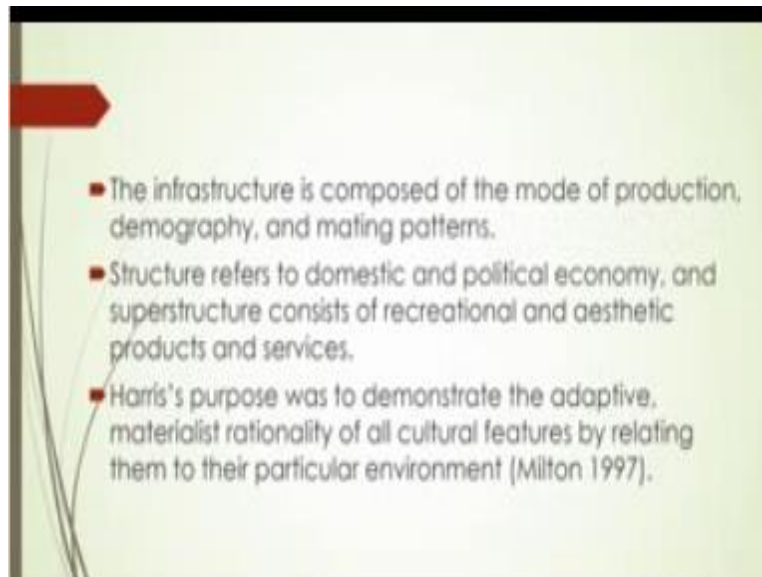 The infrastructure is composed of the mode of production,
demography, and mating patterns.
Structure refers to domestic and political economy, and
superstructure consists of recreational and aesthetic
products and services.
Harris's purpose was to demonstrate the adaptive,
materialist rationality of all cultural features by relating
them to their particular environment (Milton 1997).